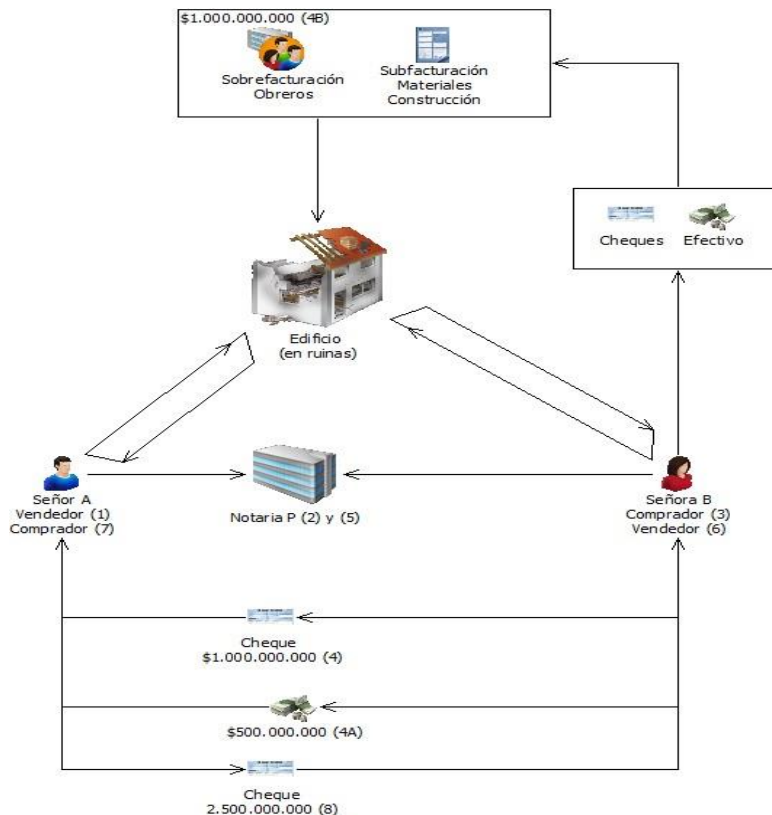 $1.000.000.000 (4B)
Sobrefacturación
Obreros
Subfacturación
Materiales
Construcción
Cheques
Efectivo
Edificio
(en ruinas)
Señor A
Vendedor (1)
Comprador (7)
Notaria P (2) y (5)
Señora B
Comprador (3)
Vendedor (6)
Cheque
$1.000.000.000 (4)
$500.000.000 (4A)
Cheque
2.500.000.000 (8)